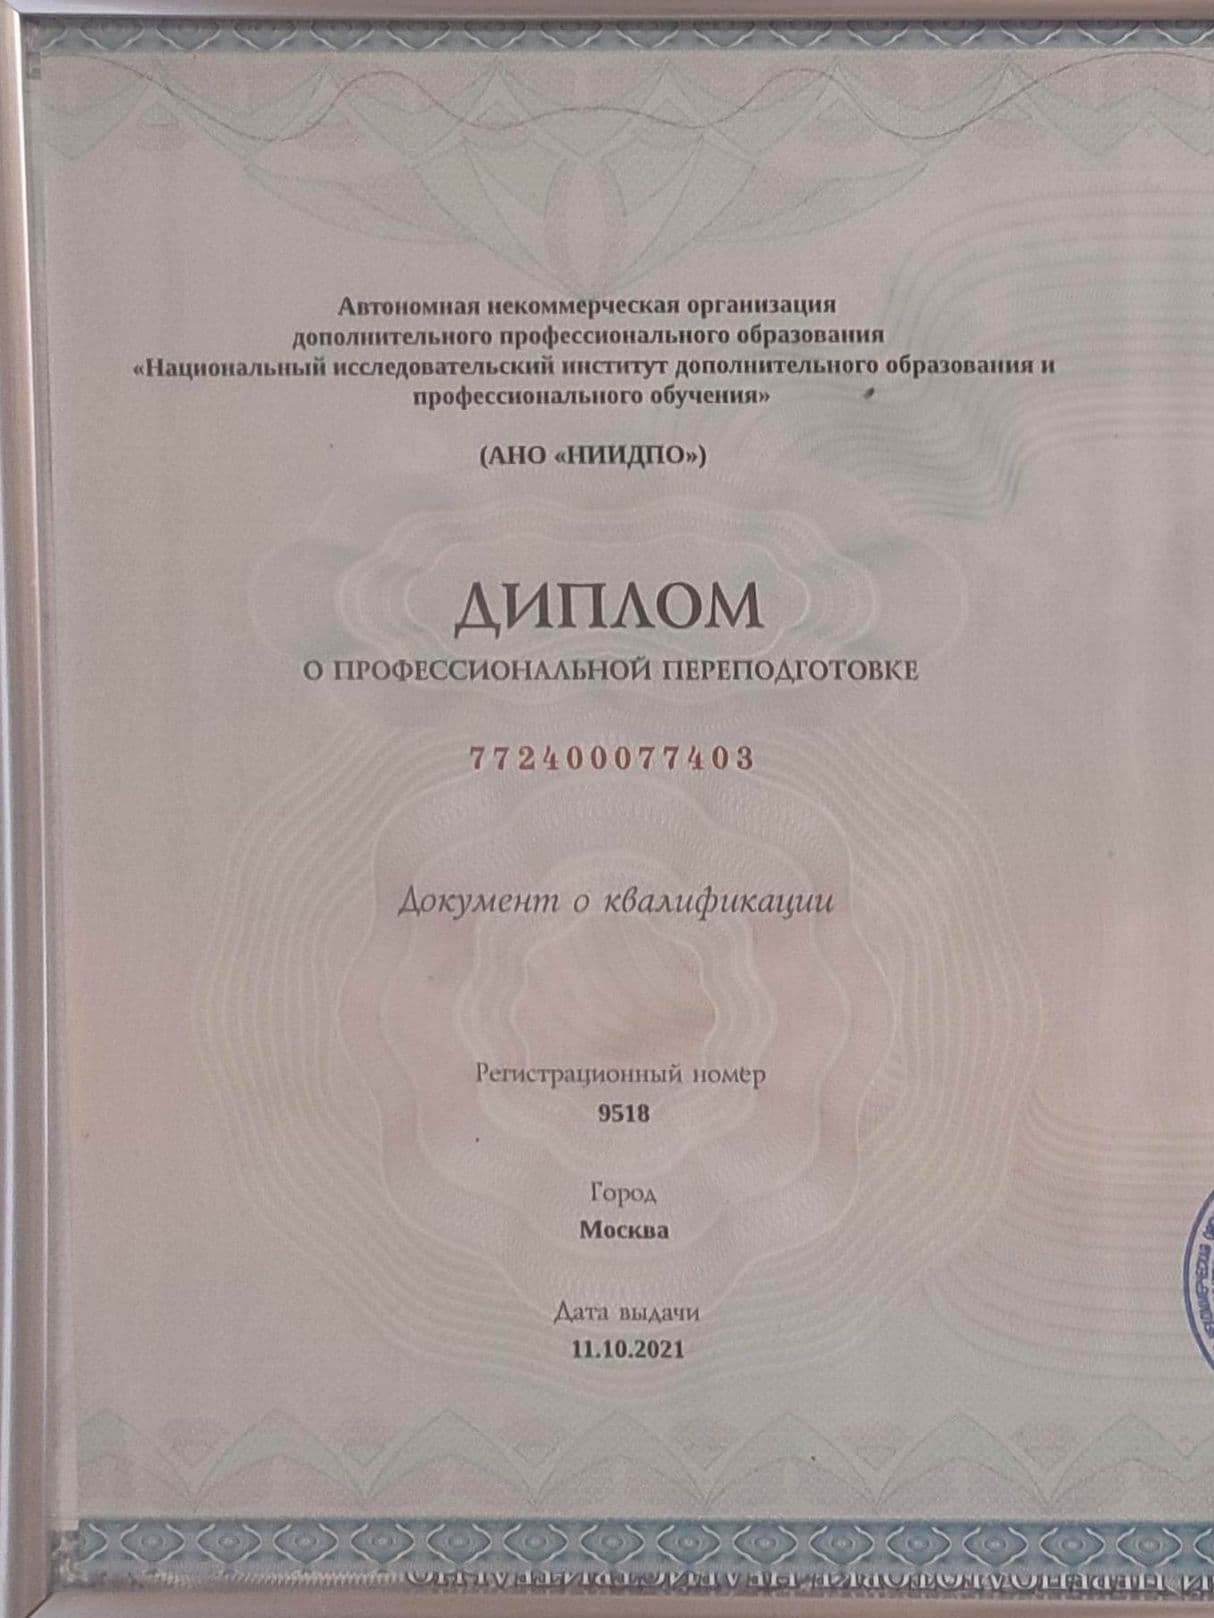 Автономная некоммерческая организация
дополнительного профессионального образования
«Национальный исследовательский институт дополнительного образования и
профессионального обучения»
(АНО «НИИДПО»)
ДИПЛОМ
О ПРОФЕССИОНАЛЬНОЙ ПЕРЕПОДГОТОВКЕ
772400077403
Документ о квалификации
Регистрационный номер
9518
Город
Москва
Дата выдачи
11.10.2021